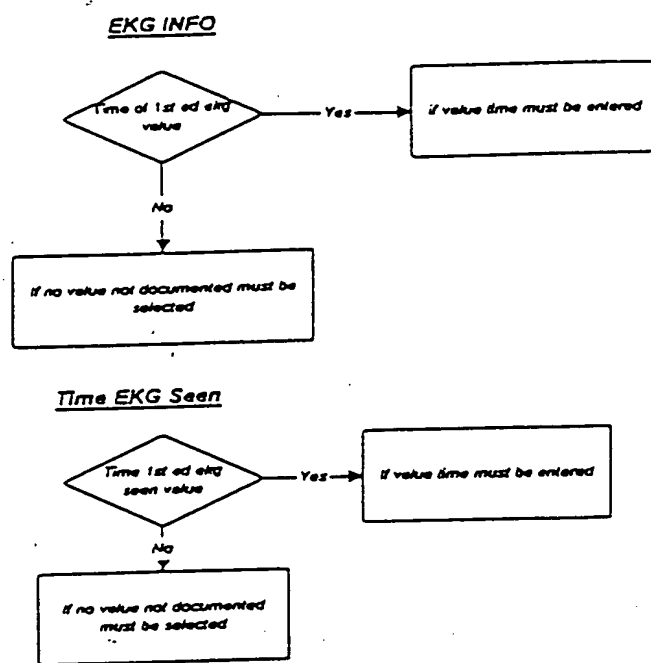 EKG INFO
Time of 1st ed ekg
value
Yes
if value time must be entered
No
If no value not documented must be
selected
Time EKG Seen
Time 1st ed ekg
seen value
Yes
If value time must be entered
No
If no value not documented
must be selected